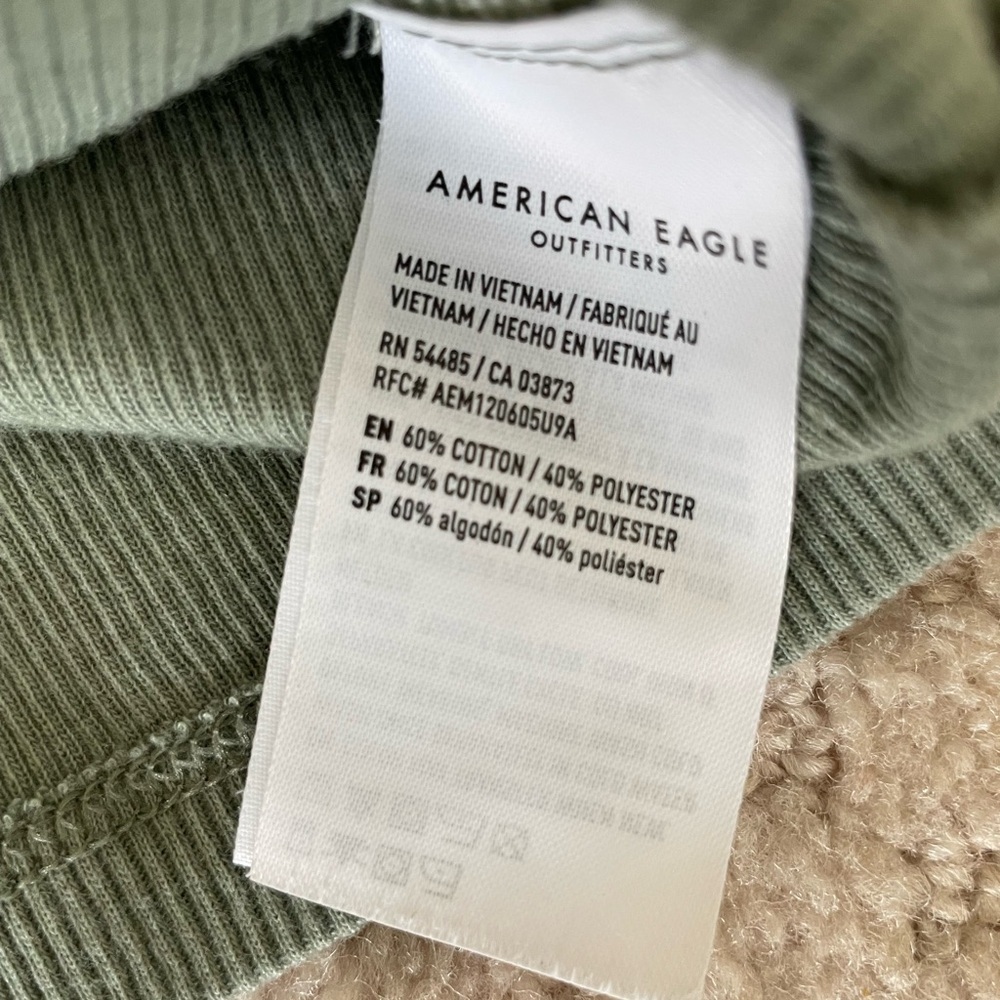 AMERICAN EAGLE
OUTFITTERS
MADE IN VIETNAM / FABRIQUÉ AU
VIETNAM / HECHO EN VIETNAM
RN 54485 / CA 03873
RFC# AEM120605U9A
EN 60% COTTON / 40% POLYESTER
FR 60% COTON / 40% POLYESTER
SP 60% algodón / 40% poliéster